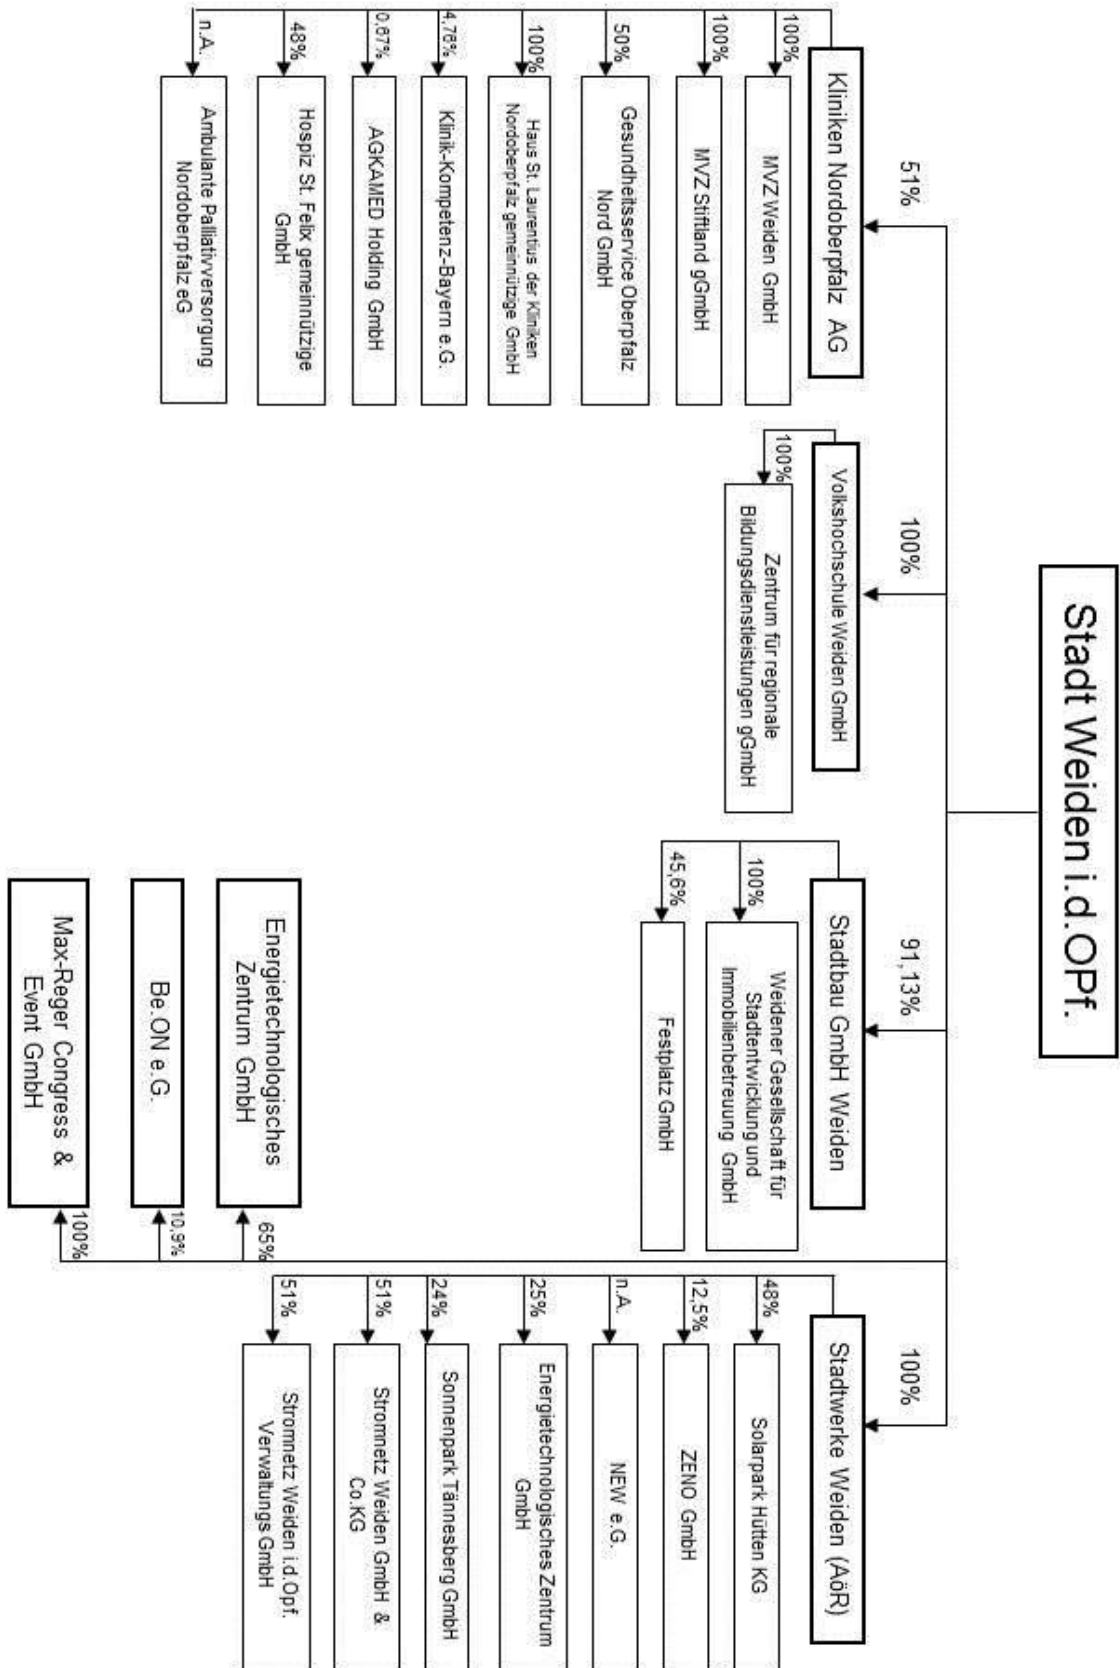 Stadt Weiden i.d.OPf.
51%
Kliniken Nordoberpfalz AG
100%
MVZ Weiden GmbH
100%
MVZ Stiftland gGmbH
50%
Gesundheitsservice Oberpfalz
Nord GmbH
100%
Haus St. Laurentius der Kliniken
Nordoberpfalz gemeinnützige GmbH
4,76%
Klinik-Kompetenz-Bayern e.G.
0,67%
AGKAMED Holding GmbH
48%
Hospiz St. Felix gemeinnützige
GmbH
n.A.
Ambulante Palliativversorgung
Nordoberpfalz eG
100%
Volkshochschule Weiden GmbH
100%
Zentrum für regionale
Bildungsdienstleistungen gGmbH
91,13%
Stadtbau GmbH Weiden
100%
Weidener Gesellschaft für
Stadtentwicklung und
Immobilienbetreuung GmbH
45,6%
Festplatz GmbH
65%
Energietechnologisches
Zentrum GmbH
10,9%
Be.ON e.G.
100%
Max-Reger Congress &
Event GmbH
100%
Stadtwerke Weiden (AöR)
48%
Solarpark Hütten KG
12,5%
ZENO GmbH
n.A.
NEW e.G.
25%
Energietechnologisches Zentrum
GmbH
24%
Sonnenpark Tännesberg GmbH
51%
Stromnetz Weiden GmbH &
Co.KG
51%
Stromnetz Weiden i.d.Opf.
Verwaltungs GmbH